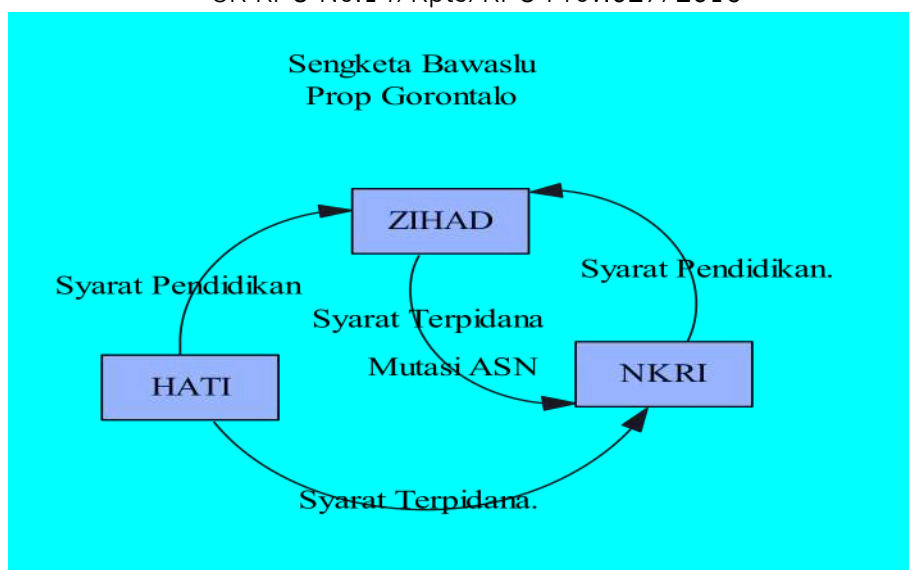 Sengketa Bawaslu
Prop Gorontalo
ZIHAD
Syarat Pendidikan
Syarat Pendidikan.
Syarat Terpidana
Mutasi ASN
HATI
NKRI
Syarat Terpidana.